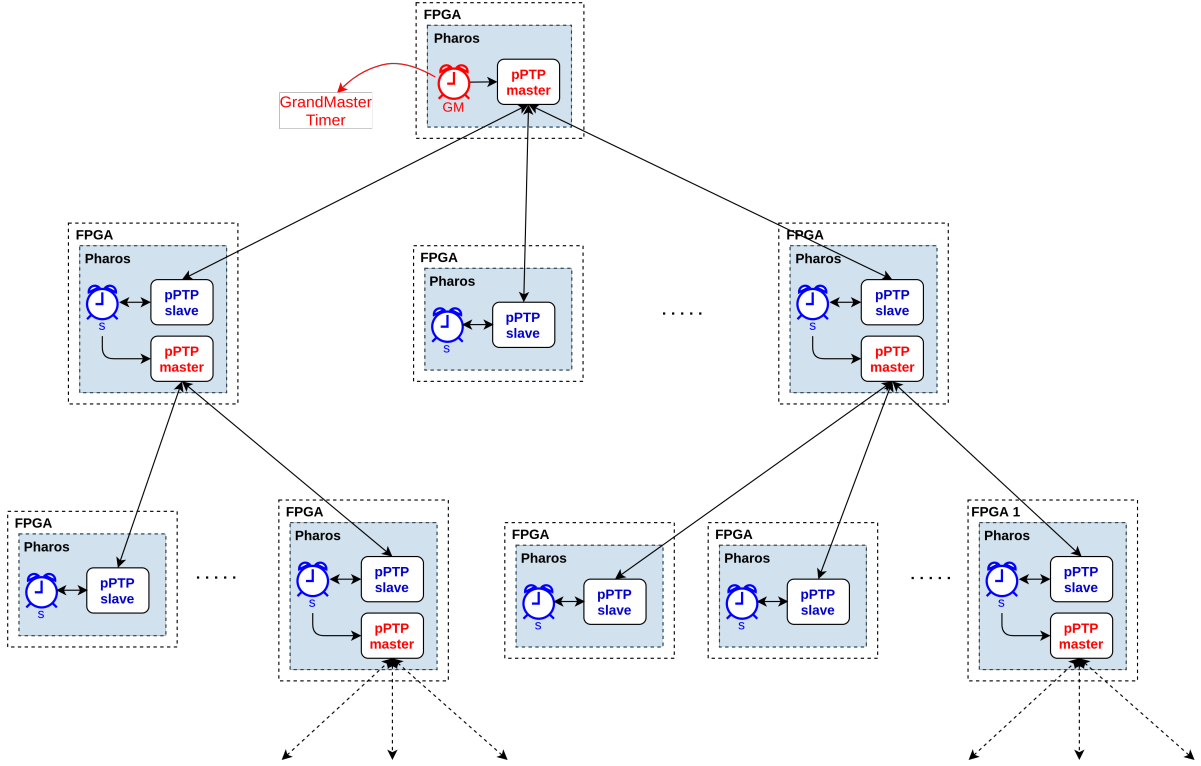 FPGA
Pharos
pPTP
master
GM
GrandMaster
Timer
FPGA
Pharos
pPTP
slave
s
pPTP
master
FPGA
Pharos
pPTP
slave
s
. . . . .
FPGA
Pharos
pPTP
slave
s
pPTP
master
FPGA
Pharos
pPTP
slave
s
. . . . .
FPGA
Pharos
pPTP
slave
s
pPTP
master
FPGA
Pharos
pPTP
slave
s
FPGA
Pharos
pPTP
slave
s
. . . . .
FPGA 1
Pharos
pPTP
slave
s
pPTP
master